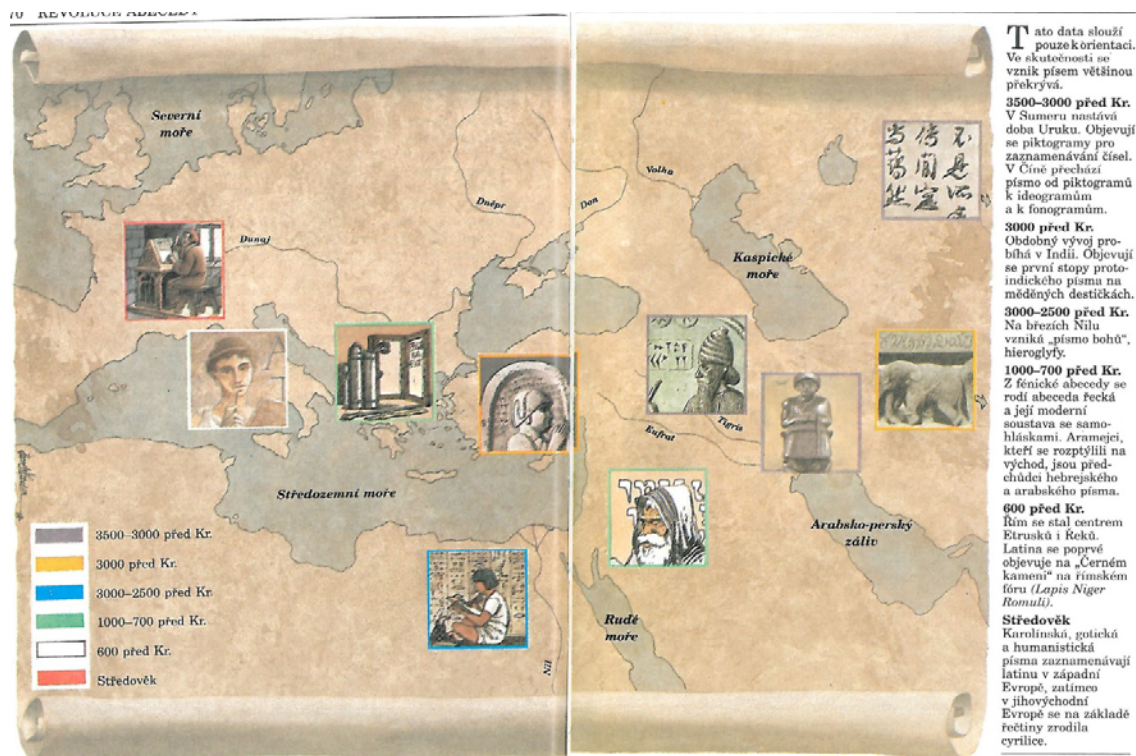 70 REVOLUCE ABECEDY
Severní
moře
Volha
Dněpr
Don
Dunaj
Kaspické
moře
Tigris
Eufrat
Středozemní moře
Arabsko-perský
záliv
Rudé
moře
Nil
3500–3000 před Kr.
3000 před Kr.
3000–2500 před Kr.
1000–700 před Kr.
600 před Kr.
Středověk
Tato data slouží
pouze k orientaci.
Ve skutečnosti se
vznik písem většinou
překrývá.
3500–3000 před Kr.
V Sumeru nastává
doba Uruku. Objevují
se piktogramy pro
zaznamenávání čísel.
V Číně přechází
písmo od piktogramů
k ideogramům
a k fonogramům.
3000 před Kr.
Obdobný vývoj pro-
bíhá v Indii. Objevují
se první stopy proto-
indického písma na
měděných destičkách.
3000–2500 před Kr.
Na březích Nilu
vzniká „písmo bohů“,
hieroglyfy.
1000–700 před Kr.
Z fénické abecedy se
rodí abeceda řecká
a její moderní
soustava se samo-
hláskami. Aramejci,
kteří se rozptýlili na
východ, jsou před-
chůdci hebrejského
a arabského písma.
600 před Kr.
Řím se stal centrem
Etrusků i Řeků.
Latina se poprvé
objevuje na „Černém
kameni“ na římském
fóru (Lapis Niger
Romuli).
Středověk
Karolinská, gotická
a humanistická
písma zaznamenávají
latinu v západní
Evropě, zatímco
v jihovýchodní
Evropě se na základě
řečtiny zrodila
cyrilice.